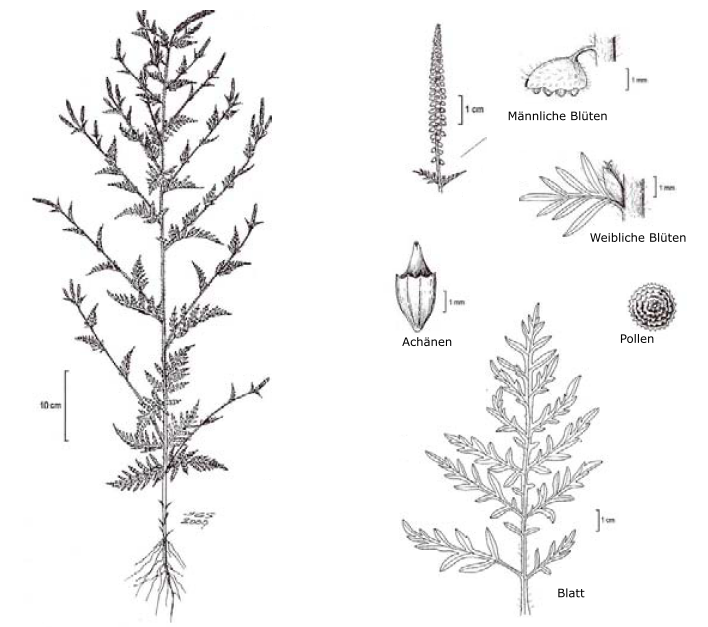 1 cm
1 mm
Männliche Blüten
1 mm
Weibliche Blüten
1 mm
Achänen
Pollen
10 cm
1 cm
Blatt
2009